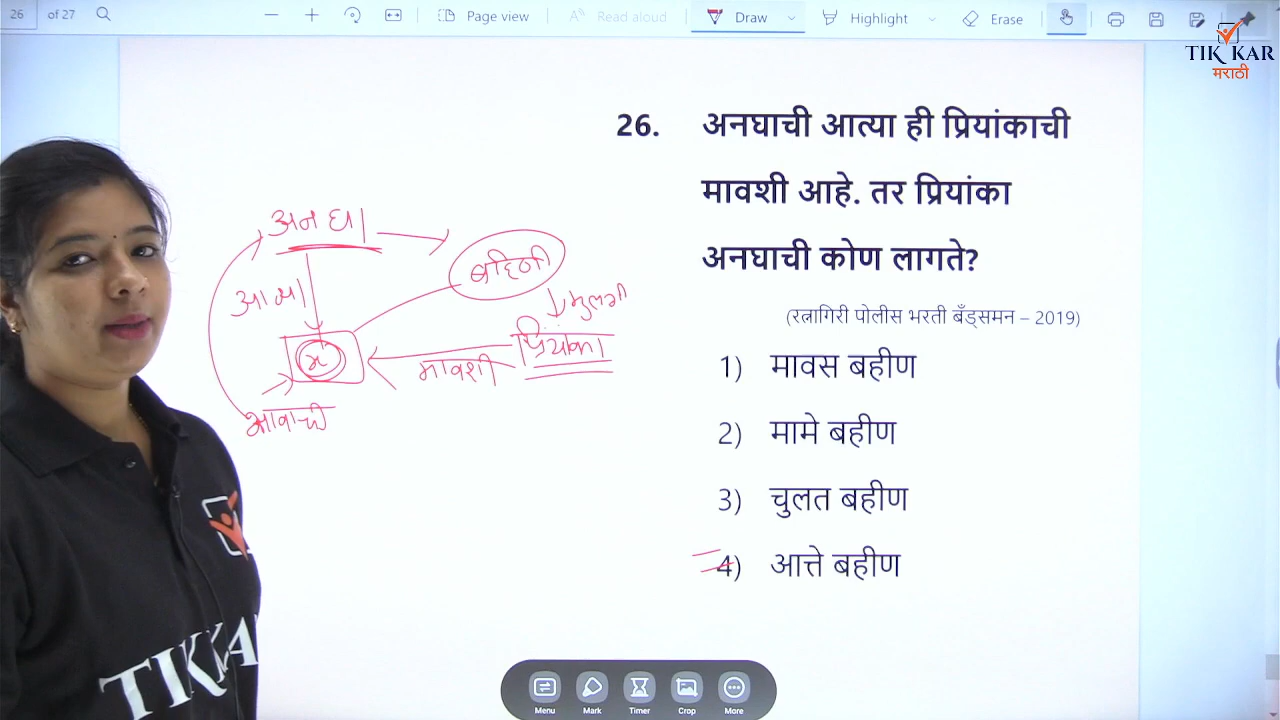 26 of 27 Page view Read aloud Draw Highlight Erase
TIK KAR
मराठी
26. अनघाची आत्या ही प्रियांकाची
मावशी आहे. तर प्रियांका
अनघाची कोण लागते?
(रत्नागिरी पोलीस भरती बँड्समन – 2019)
1) मावस बहीण
2) मामे बहीण
3) चुलत बहीण
4) आत्ते बहीण
अनघा
बहिणी
आत्या
मुलगी
प्रियांका
मावशी
TIKKA
Menu Mark Timer Crop More